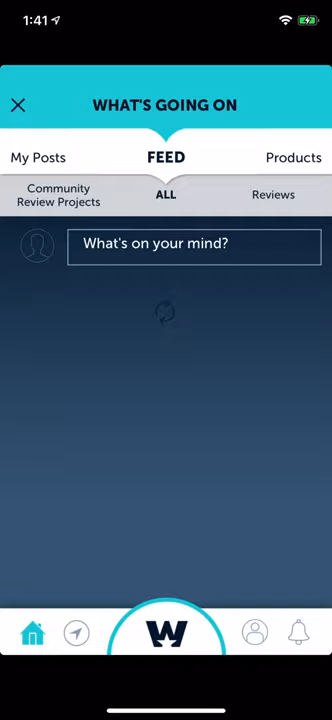 1:41
WHAT'S GOING ON
My Posts
FEED
Products
Community
Review Projects
ALL
Reviews
What's on your mind?
W